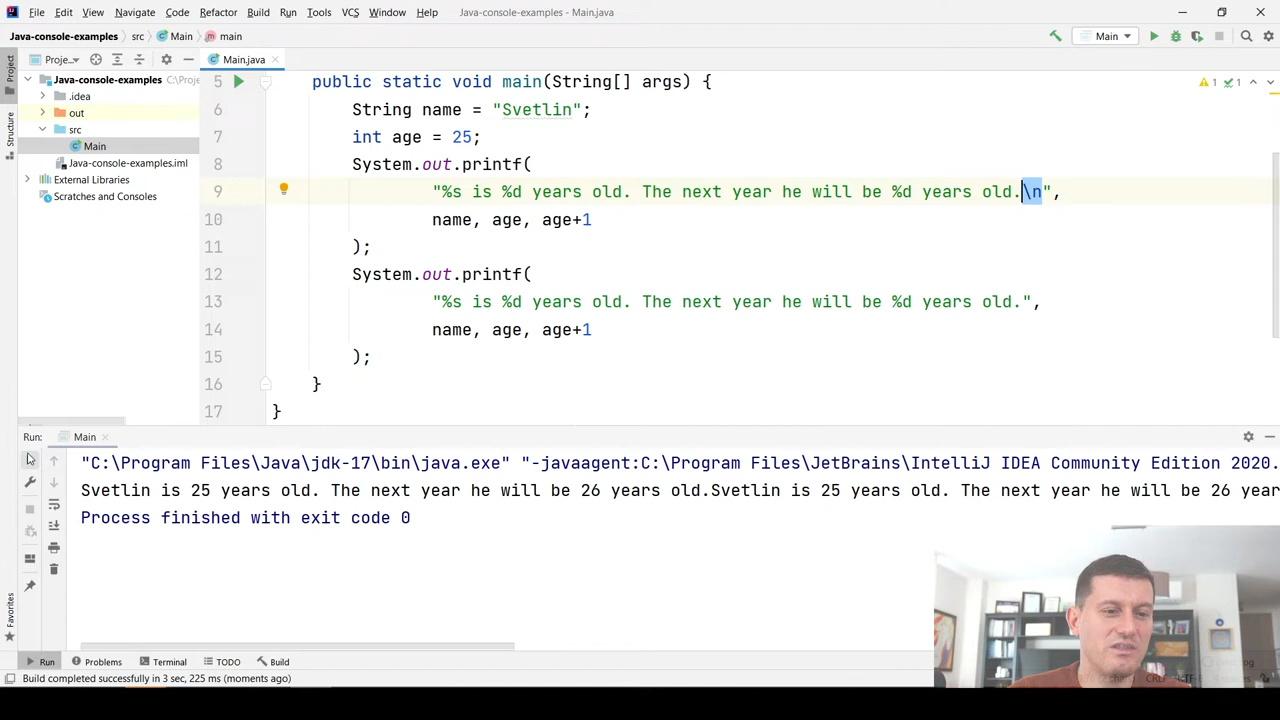 File Edit View Navigate Code Refactor Build Run Tools VCS Window Help Java-console-examples - Main.java
Java-console-examples src Main main Main
Project Proje... Main.java
Java-console-examples C:\Proje
.idea
out
src
Main
Java-console-examples.iml
External Libraries
Scratches and Consoles
Structure
Favorites
1 1
5 public static void main(String[] args) {
6 String name = "Svetlin";
7 int age = 25;
8 System.out.printf(
9 "%s is %d years old. The next year he will be %d years old.\n",
10 name, age, age+1
11 );
12 System.out.printf(
13 "%s is %d years old. The next year he will be %d years old.",
14 name, age, age+1
15 );
16 }
17 }
Run: Main
"C:\Program Files\Java\jdk-17\bin\java.exe" "-javaagent:C:\Program Files\JetBrains\IntelliJ IDEA Community Edition 2020.
Svetlin is 25 years old. The next year he will be 26 years old.Svetlin is 25 years old. The next year he will be 26 year
Process finished with exit code 0
Run Problems Terminal TODO Build
Build completed successfully in 3 sec, 225 ms (moments ago)